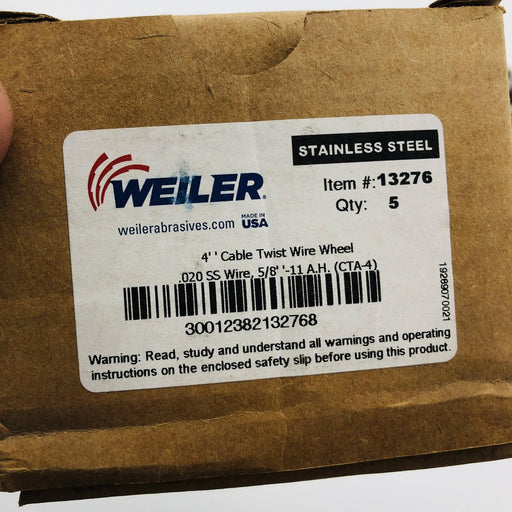 STAINLESS STEEL
WEILER®
Item #:13276
weilerabrasives.com MADE IN USA
Qty: 5
4'' Cable Twist Wire Wheel
.020 SS Wire, 5/8''-11 A.H. (CTA-4)
30012382132768
19289070021
Warning: Read, study and understand all warnings and operating
instructions on the enclosed safety slip before using this product.